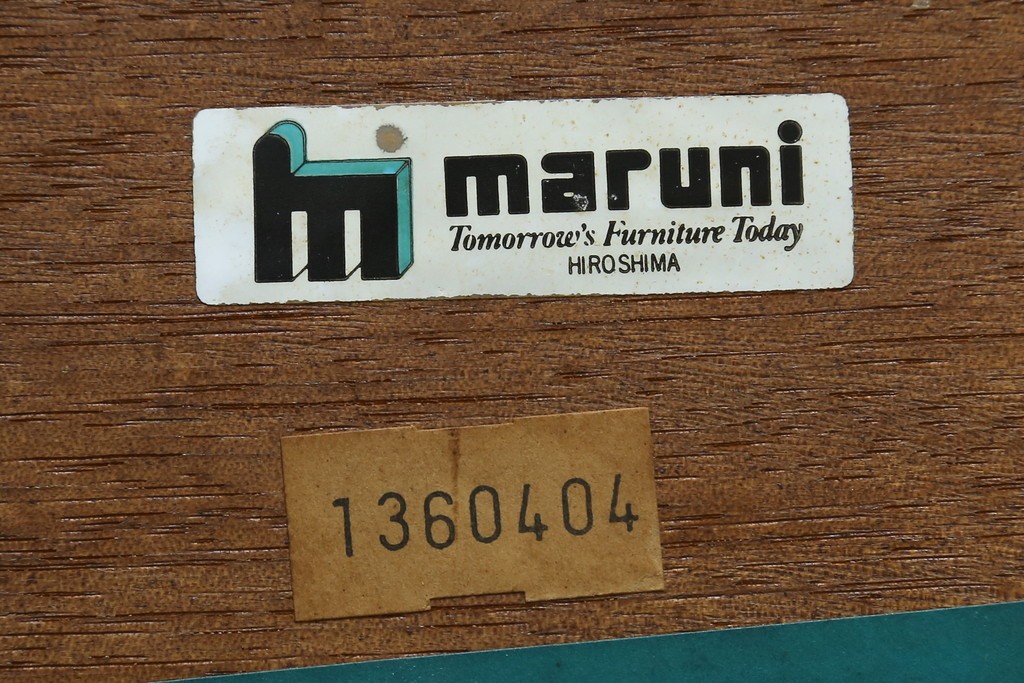 maruni
Tomorrow's Furniture Today
HIROSHIMA
1360404